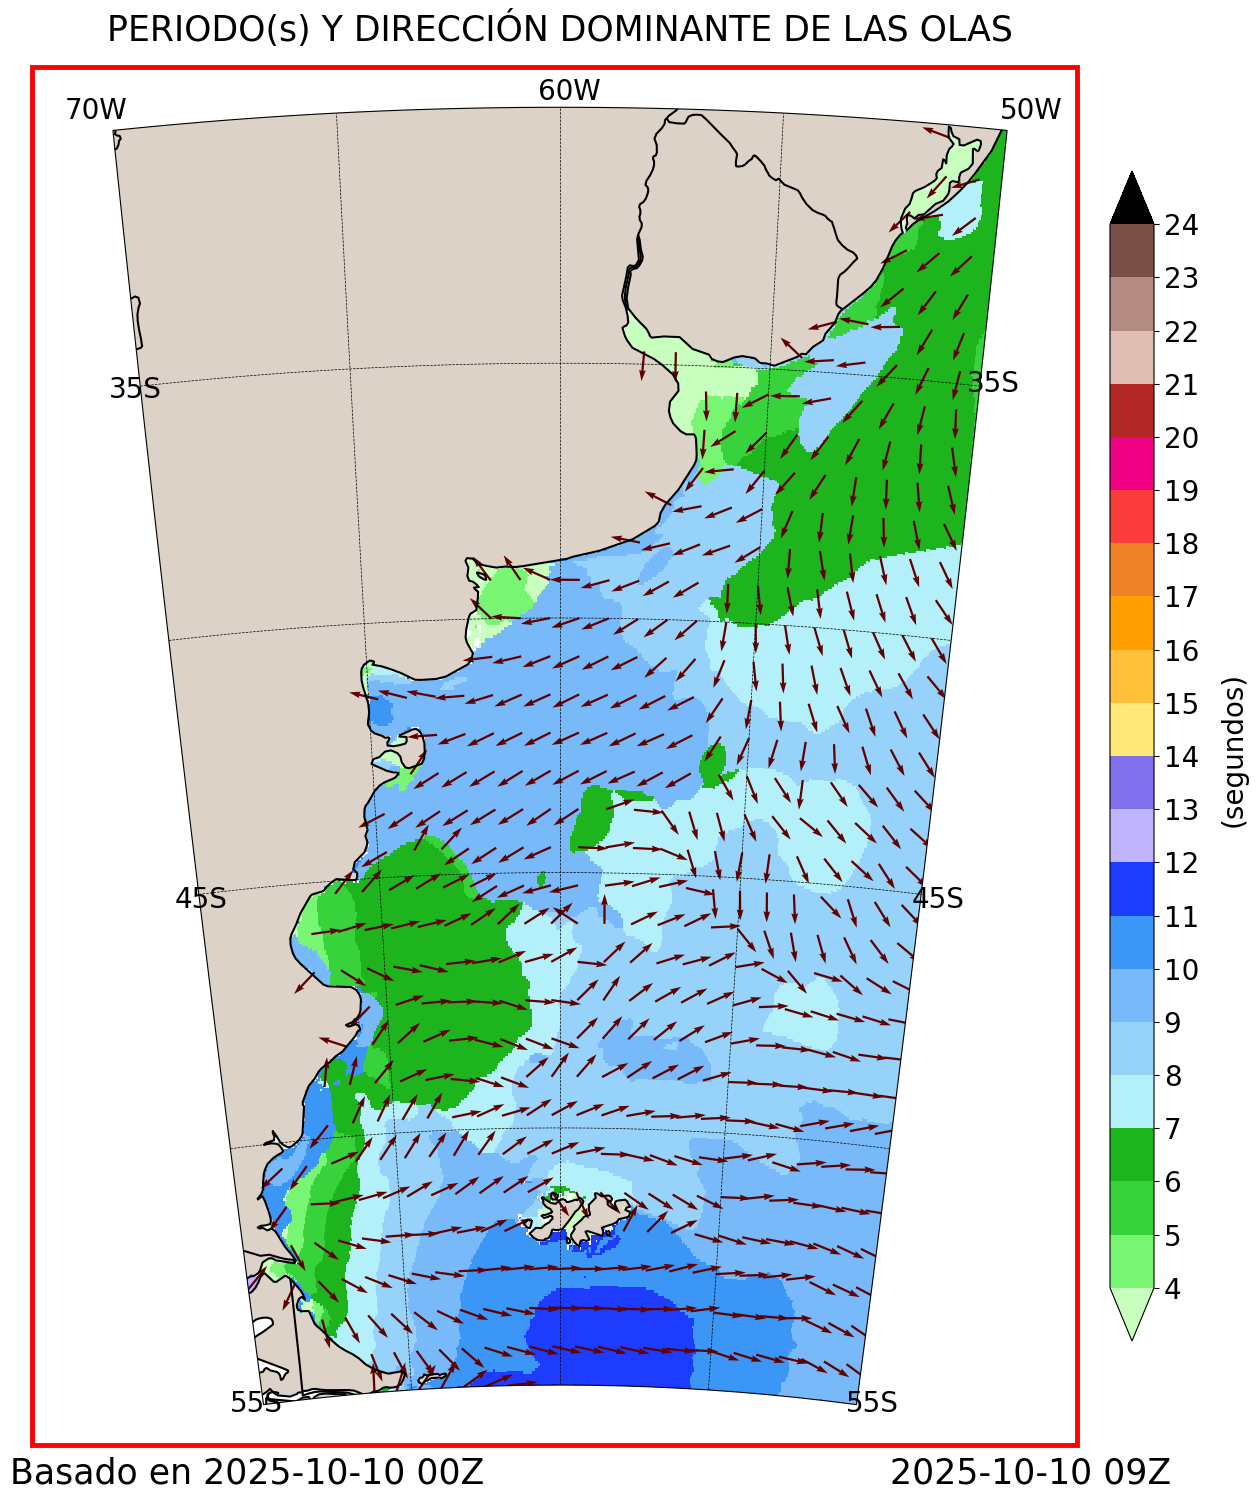 PERIODO(s) Y DIRECCIÓN DOMINANTE DE LAS OLAS
70W
60W
50W
35S
35S
45S
45S
55S
55S
24
23
22
21
20
19
18
17
16
15
14
13
12
11
10
9
8
7
6
5
4
(segundos)
Basado en 2025-10-10 00Z
2025-10-10 09Z